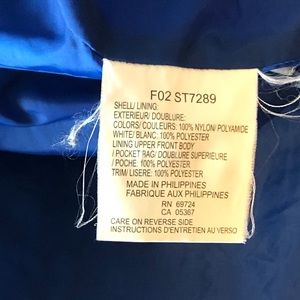 F02 ST7289
SHELL/ LINING:
EXTERIEUR/ DOUBLURE:
COLORS/ COULEURS: 100% NYLON/ POLYAMIDE
WHITE/ BLANC: 100% POLYESTER
LINING UPPER FRONT BODY
/ POCKET BAG/ DOUBLURE SUPERIEURE
/ POCHE: 100% POLYESTER
TRIM/ LISERE: 100% POLYESTER
MADE IN PHILIPPINES
FABRIQUE AUX PHILIPPINES
RN 69724
CA 05367
CARE ON REVERSE SIDE
INSTRUCTIONS D'ENTRETIEN AU VERSO